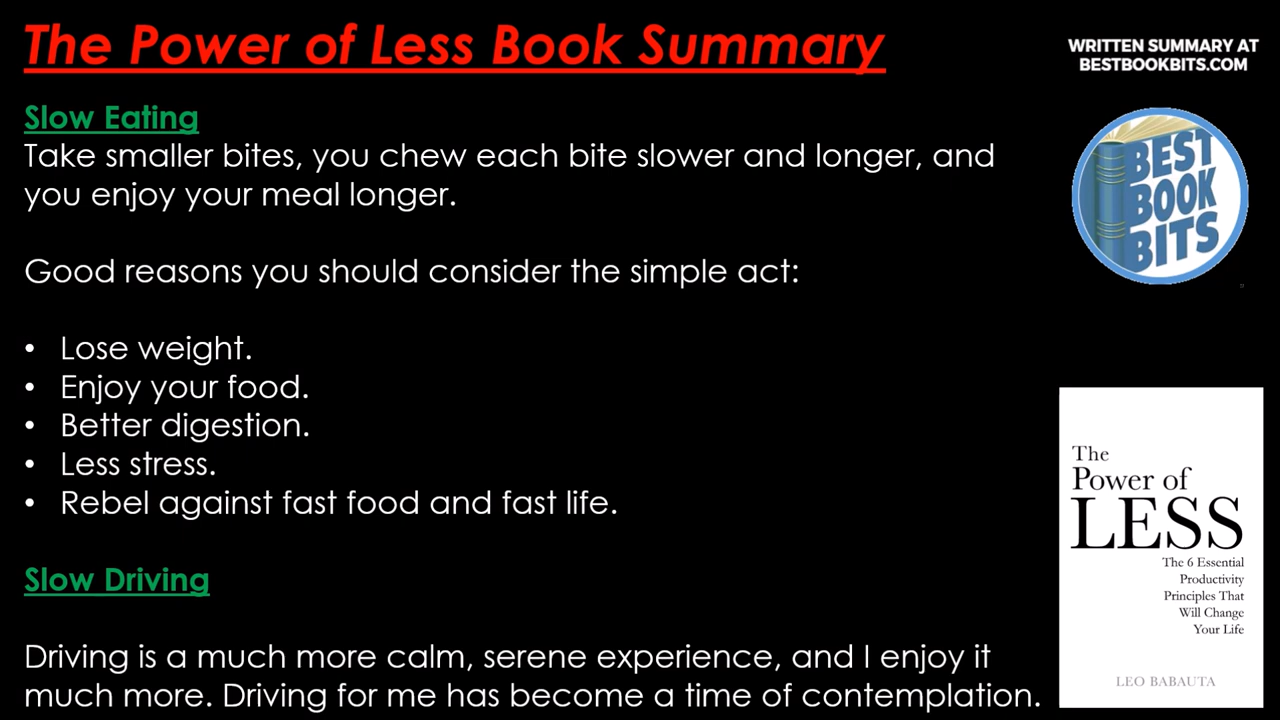 The Power of Less Book Summary
WRITTEN SUMMARY AT
BESTBOOKBITS.COM
Slow Eating
Take smaller bites, you chew each bite slower and longer, and
you enjoy your meal longer.
BEST
BOOK
BITS
Good reasons you should consider the simple act:
• Lose weight.
• Enjoy your food.
• Better digestion.
• Less stress.
• Rebel against fast food and fast life.
Slow Driving
Driving is a much more calm, serene experience, and I enjoy it
much more. Driving for me has become a time of contemplation.
The
Power of
LESS
The 6 Essential
Productivity
Principles That
Will Change
Your Life
LEO BABAUTA